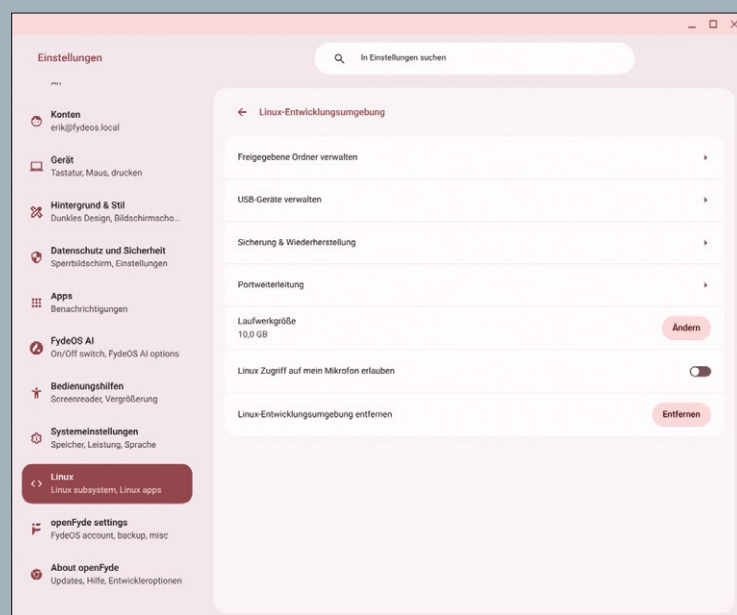 Einstellungen
In Einstellungen suchen
Konten
erik@fydeos.local
Gerät
Tastatur, Maus, drucken
Hintergrund & Stil
Dunkles Design, Bildschirmscho...
Datenschutz und Sicherheit
Sperrbildschirm, Einstellungen
Apps
Benachrichtigungen
FydeOS AI
On/Off switch, FydeOS AI options
Bedienungshilfen
Screenreader, Vergrößerung
Systemeinstellungen
Speicher, Leistung, Sprache
Linux
Linux subsystem, Linux apps
openFyde settings
FydeOS account, backup, misc
About openFyde
Updates, Hilfe, Entwickleroptionen
Linux-Entwicklungsumgebung
Freigegebene Ordner verwalten
USB-Geräte verwalten
Sicherung & Wiederherstellung
Portweiterleitung
Laufwerkgröße
10,0 GB
Ändern
Linux Zugriff auf mein Mikrofon erlauben
Linux-Entwicklungsumgebung entfernen
Entfernen